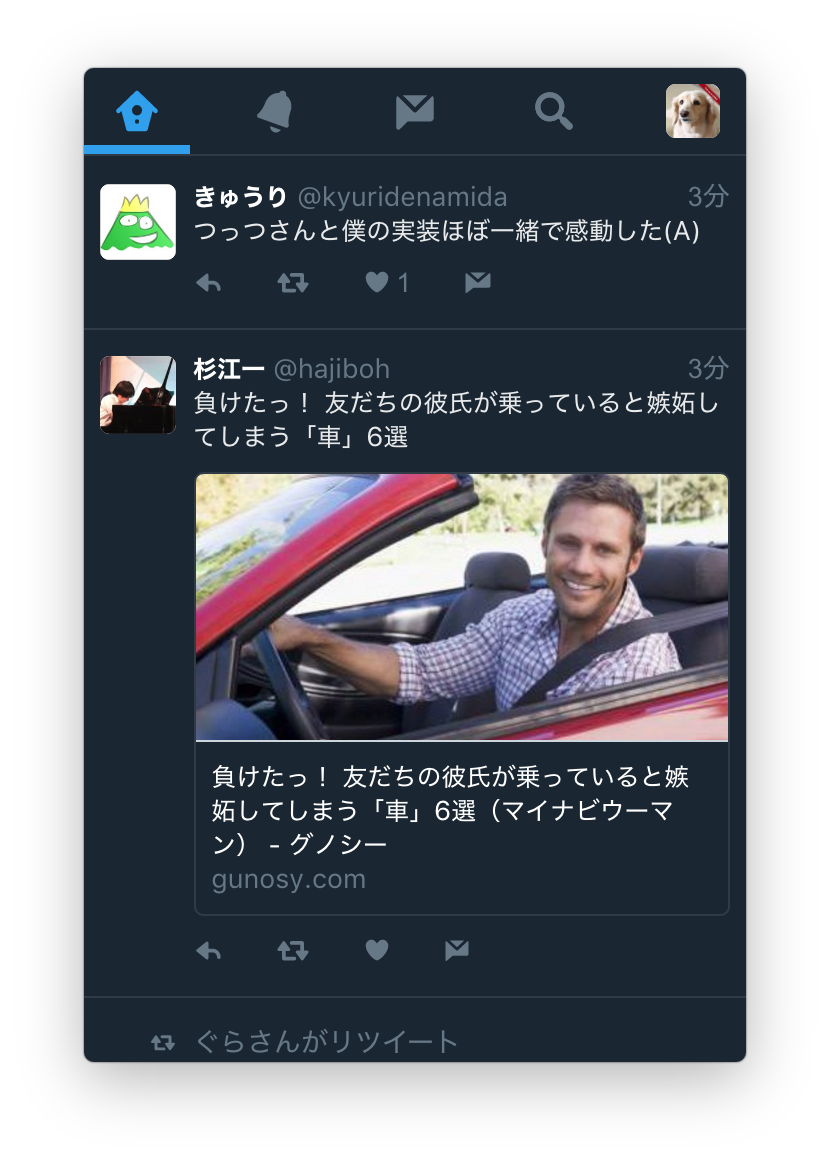 きゅうり @kyuridenamida 3分
つっつさんと僕の実装ほぼ一緒で感動した(A)
1
杉江一 @hajiboh 3分
負けたっ！ 友だちの彼氏が乗っていると嫉妬し
てしまう「車」6選
負けたっ！ 友だちの彼氏が乗っていると嫉
妬してしまう「車」6選（マイナビウーマ
ン） - グノシー
gunosy.com
ぐらさんがリツイート